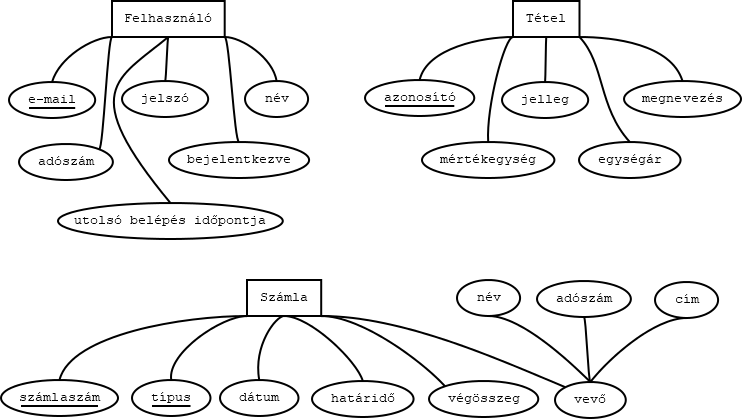 Felhasználó
Tétel
e-mail
jelszó
név
azonosító
jelleg
megnevezés
adószám
bejelentkezve
mértékegység
egységár
utolsó belépés időpontja
Számla
név
adószám
cím
számlaszám
típus
dátum
határidő
végösszeg
vevő